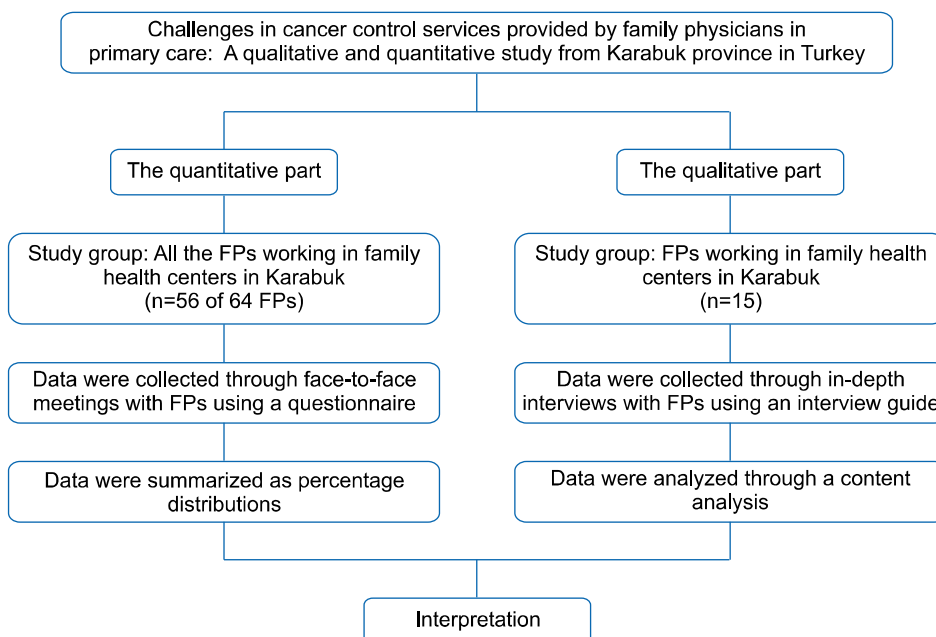 Challenges in cancer control services provided by family physicians in
primary care: A qualitative and quantitative study from Karabuk province in Turkey
The quantitative part
The qualitative part
Study group: All the FPs working in family
health centers in Karabuk
(n=56 of 64 FPs)
Study group: FPs working in family health
centers in Karabuk
(n=15)
Data were collected through face-to-face
meetings with FPs using a questionnaire
Data were collected through in-depth
interviews with FPs using an interview guide
Data were summarized as percentage
distributions
Data were analyzed through a content
analysis
Interpretation